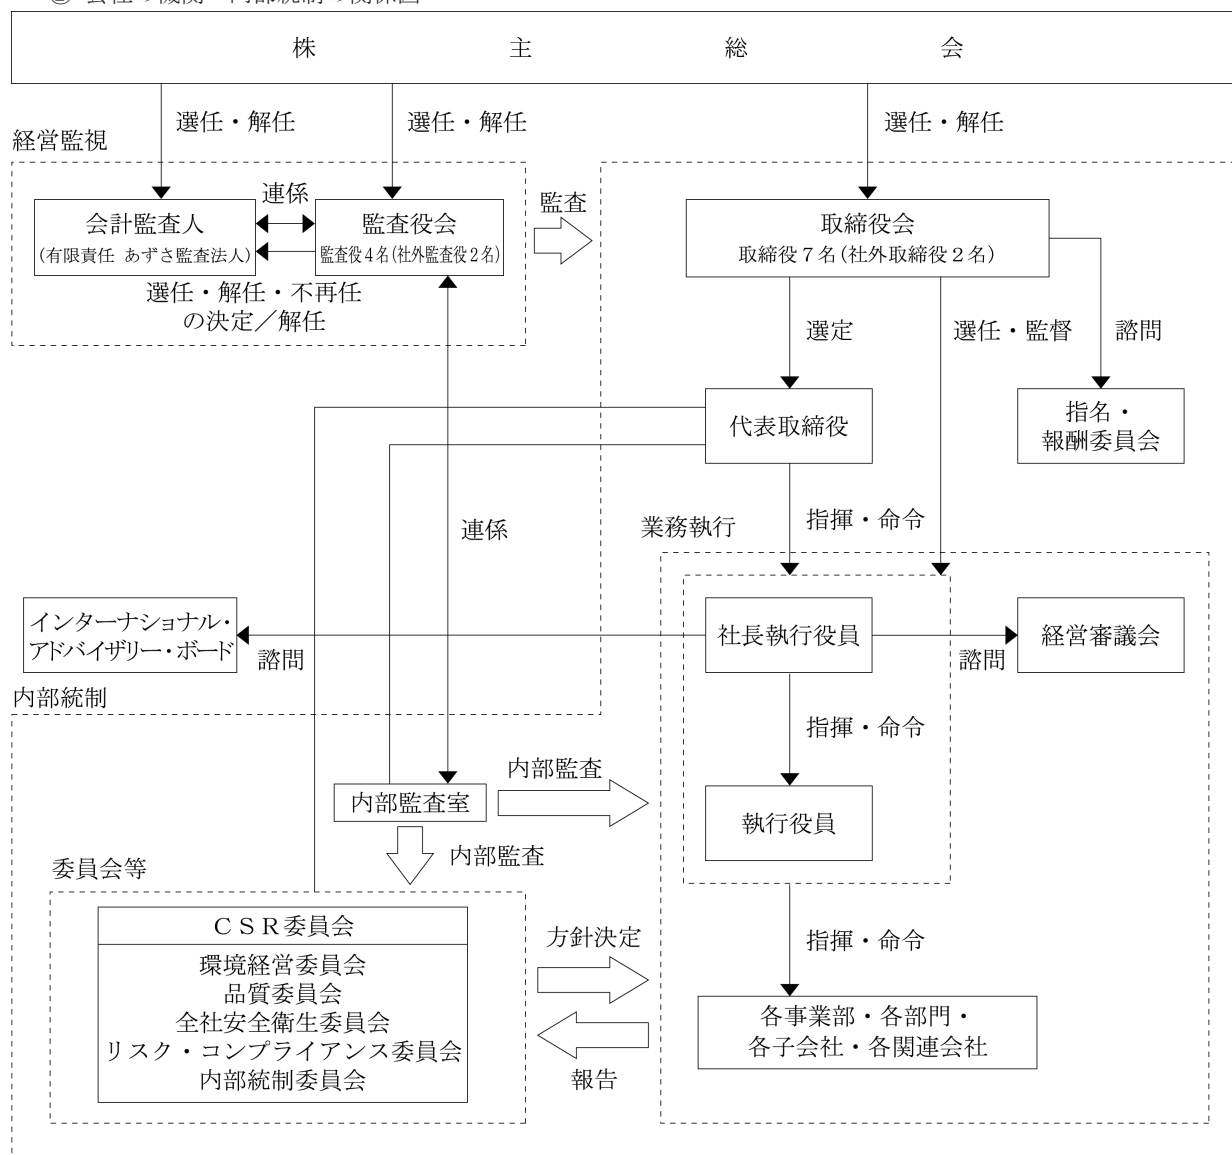 株主総会
選任・解任
選任・解任
選任・解任
経営監視
会計監査人
(有限責任 あずさ監査法人)
連係
監査役会
監査役4名(社外監査役2名)
選任・解任・不再任
の決定／解任
監査
取締役会
取締役7名(社外取締役2名)
選定
選任・監督
諮問
代表取締役
指名・
報酬委員会
連係
業務執行
指揮・命令
インターナショナル・
アドバイザリー・ボード
諮問
社長執行役員
諮問
経営審議会
内部統制
指揮・命令
内部監査室
内部監査
執行役員
内部監査
委員会等
CSR委員会
環境経営委員会
品質委員会
全社安全衛生委員会
リスク・コンプライアンス委員会
内部統制委員会
方針決定
報告
指揮・命令
各事業部・各部門・
各子会社・各関連会社